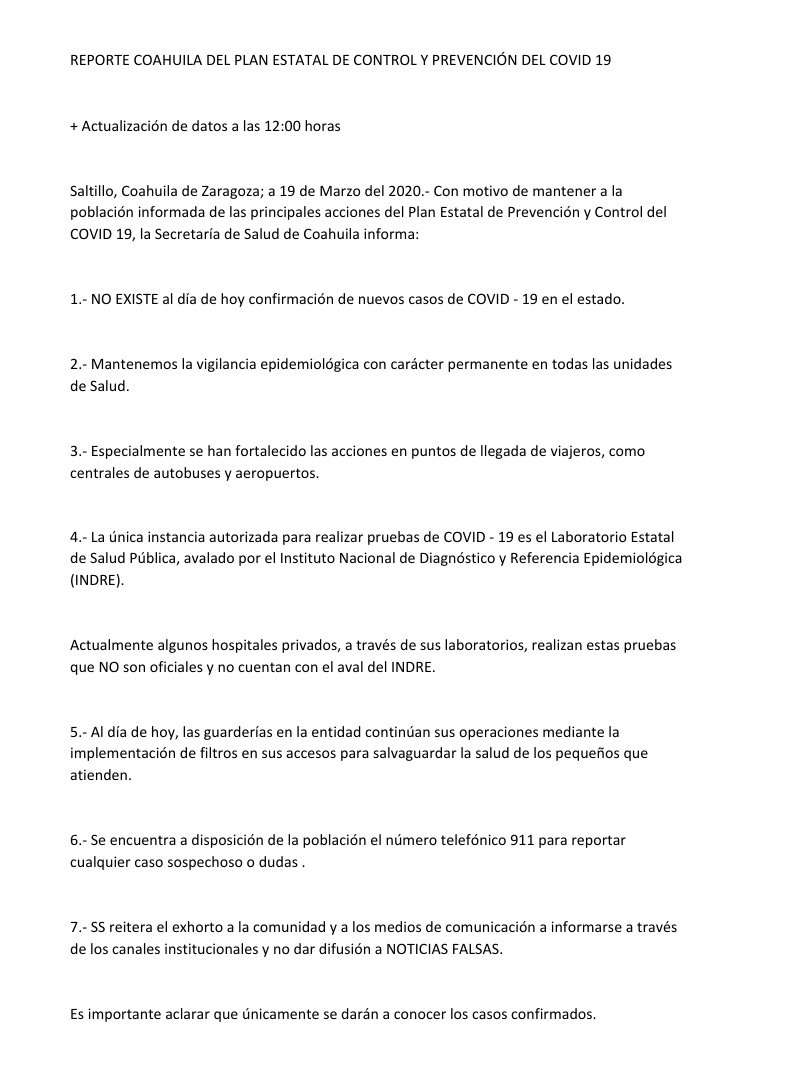 REPORTE COAHUILA DEL PLAN ESTATAL DE CONTROL Y PREVENCIÓN DEL COVID 19
+ Actualización de datos a las 12:00 horas
Saltillo, Coahuila de Zaragoza; a 19 de Marzo del 2020.- Con motivo de mantener a la
población informada de las principales acciones del Plan Estatal de Prevención y Control del
COVID 19, la Secretaría de Salud de Coahuila informa:
1.- NO EXISTE al día de hoy confirmación de nuevos casos de COVID - 19 en el estado.
2.- Mantenemos la vigilancia epidemiológica con carácter permanente en todas las unidades
de Salud.
3.- Especialmente se han fortalecido las acciones en puntos de llegada de viajeros, como
centrales de autobuses y aeropuertos.
4.- La única instancia autorizada para realizar pruebas de COVID - 19 es el Laboratorio Estatal
de Salud Pública, avalado por el Instituto Nacional de Diagnóstico y Referencia Epidemiológica
(INDRE).
Actualmente algunos hospitales privados, a través de sus laboratorios, realizan estas pruebas
que NO son oficiales y no cuentan con el aval del INDRE.
5.- Al día de hoy, las guarderías en la entidad continúan sus operaciones mediante la
implementación de filtros en sus accesos para salvaguardar la salud de los pequeños que
atienden.
6.- Se encuentra a disposición de la población el número telefónico 911 para reportar
cualquier caso sospechoso o dudas .
7.- SS reitera el exhorto a la comunidad y a los medios de comunicación a informarse a través
de los canales institucionales y no dar difusión a NOTICIAS FALSAS.
Es importante aclarar que únicamente se darán a conocer los casos confirmados.